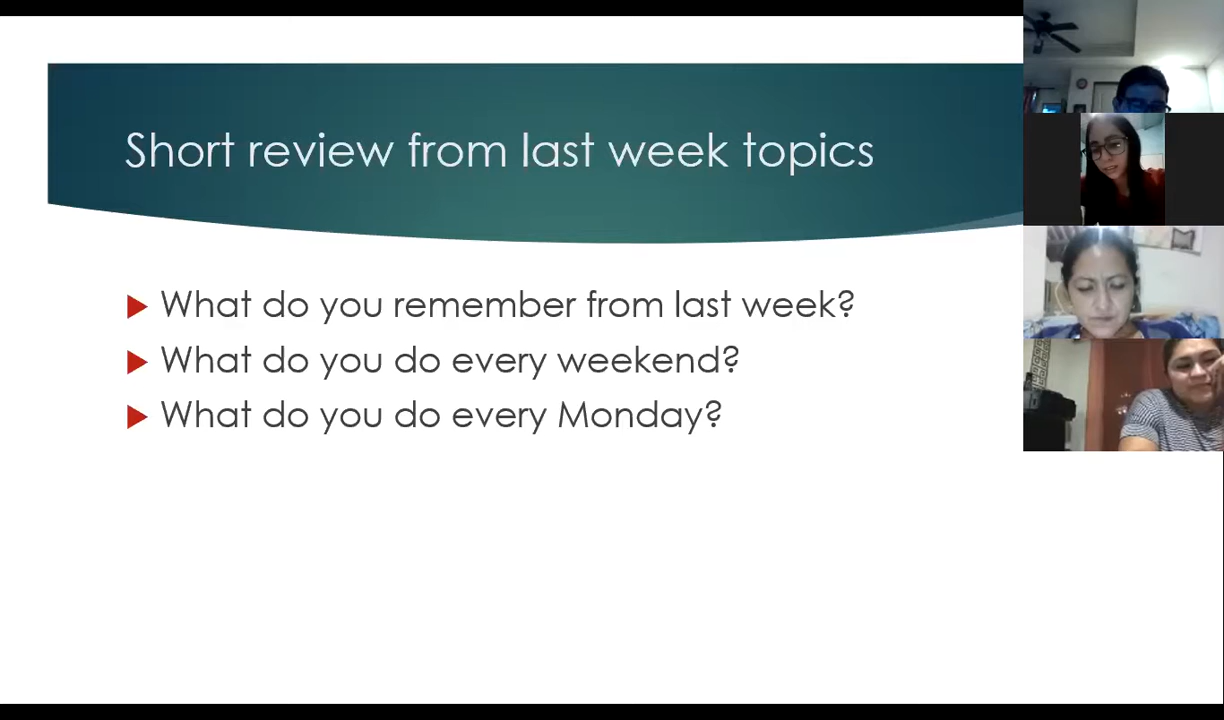 Short review from last week topics
What do you remember from last week?
What do you do every weekend?
What do you do every Monday?